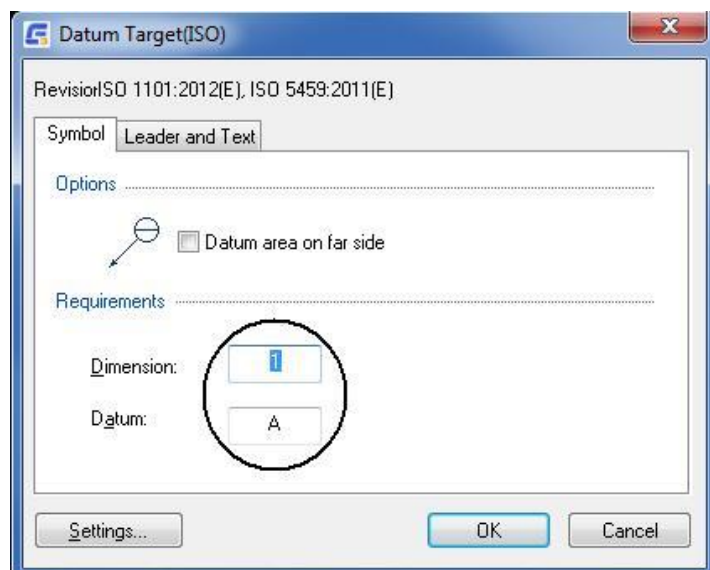 Datum Target(ISO)
RevisiorISO 1101:2012(E), ISO 5459:2011(E)
Symbol
Leader and Text
Options
Datum area on far side
Requirements
Dimension: 1
Datum: A
Settings... OK Cancel